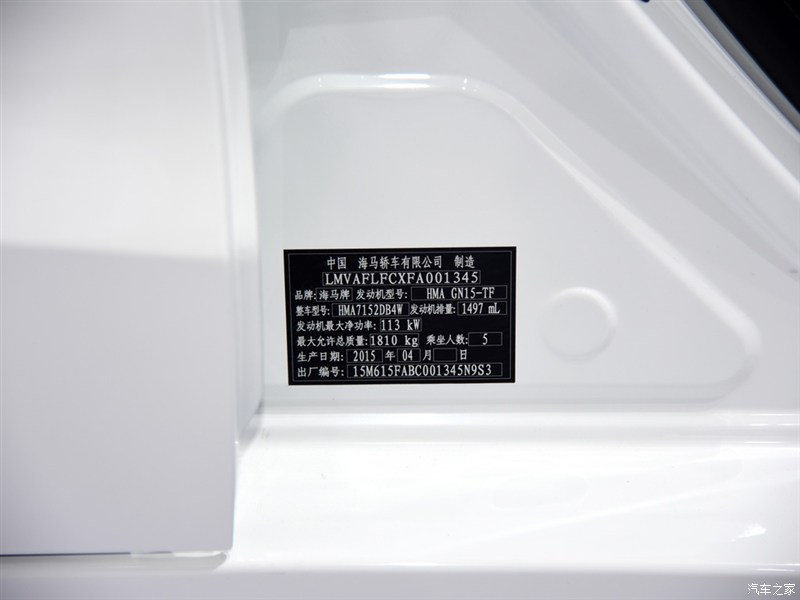 中国 海马轿车有限公司 制造
LMVAFLFCXFA001345
品牌: 海马牌 发动机型号: HMA GN15-TF
整车型号: HMA7152DB4W 发动机排量: 1497 mL
发动机最大净功率: 113 kW
最大允许总质量: 1810 kg 乘坐人数: 5
生产日期: 2015 年 04 月 日
出厂编号: 15M615FABC001345N9S3
汽车之家